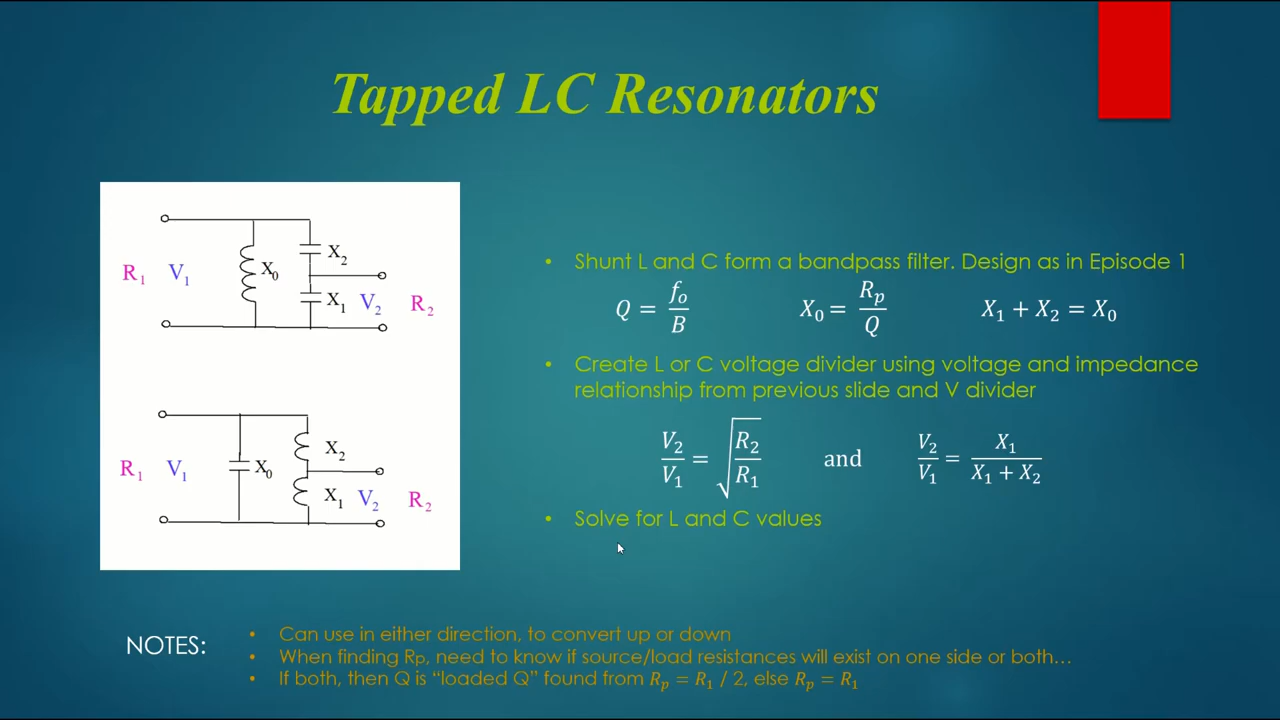 Tapped LC Resonators
X₂
R₁ V₁ X₀
X₁ V₂ R₂
X₂
R₁ V₁ X₀
X₁ V₂ R₂
• Shunt L and C form a bandpass filter. Design as in Episode 1
Q = fₒ/B X₀ = Rₚ/Q X₁ + X₂ = X₀
• Create L or C voltage divider using voltage and impedance
relationship from previous slide and V divider
V₂/V₁ = √(R₂/R₁) and V₂/V₁ = X₁/(X₁ + X₂)
• Solve for L and C values
NOTES:
• Can use in either direction, to convert up or down
• When finding Rₚ, need to know if source/load resistances will exist on one side or both…
• If both, then Q is “loaded Q” found from Rₚ = R₁ / 2, else Rₚ = R₁